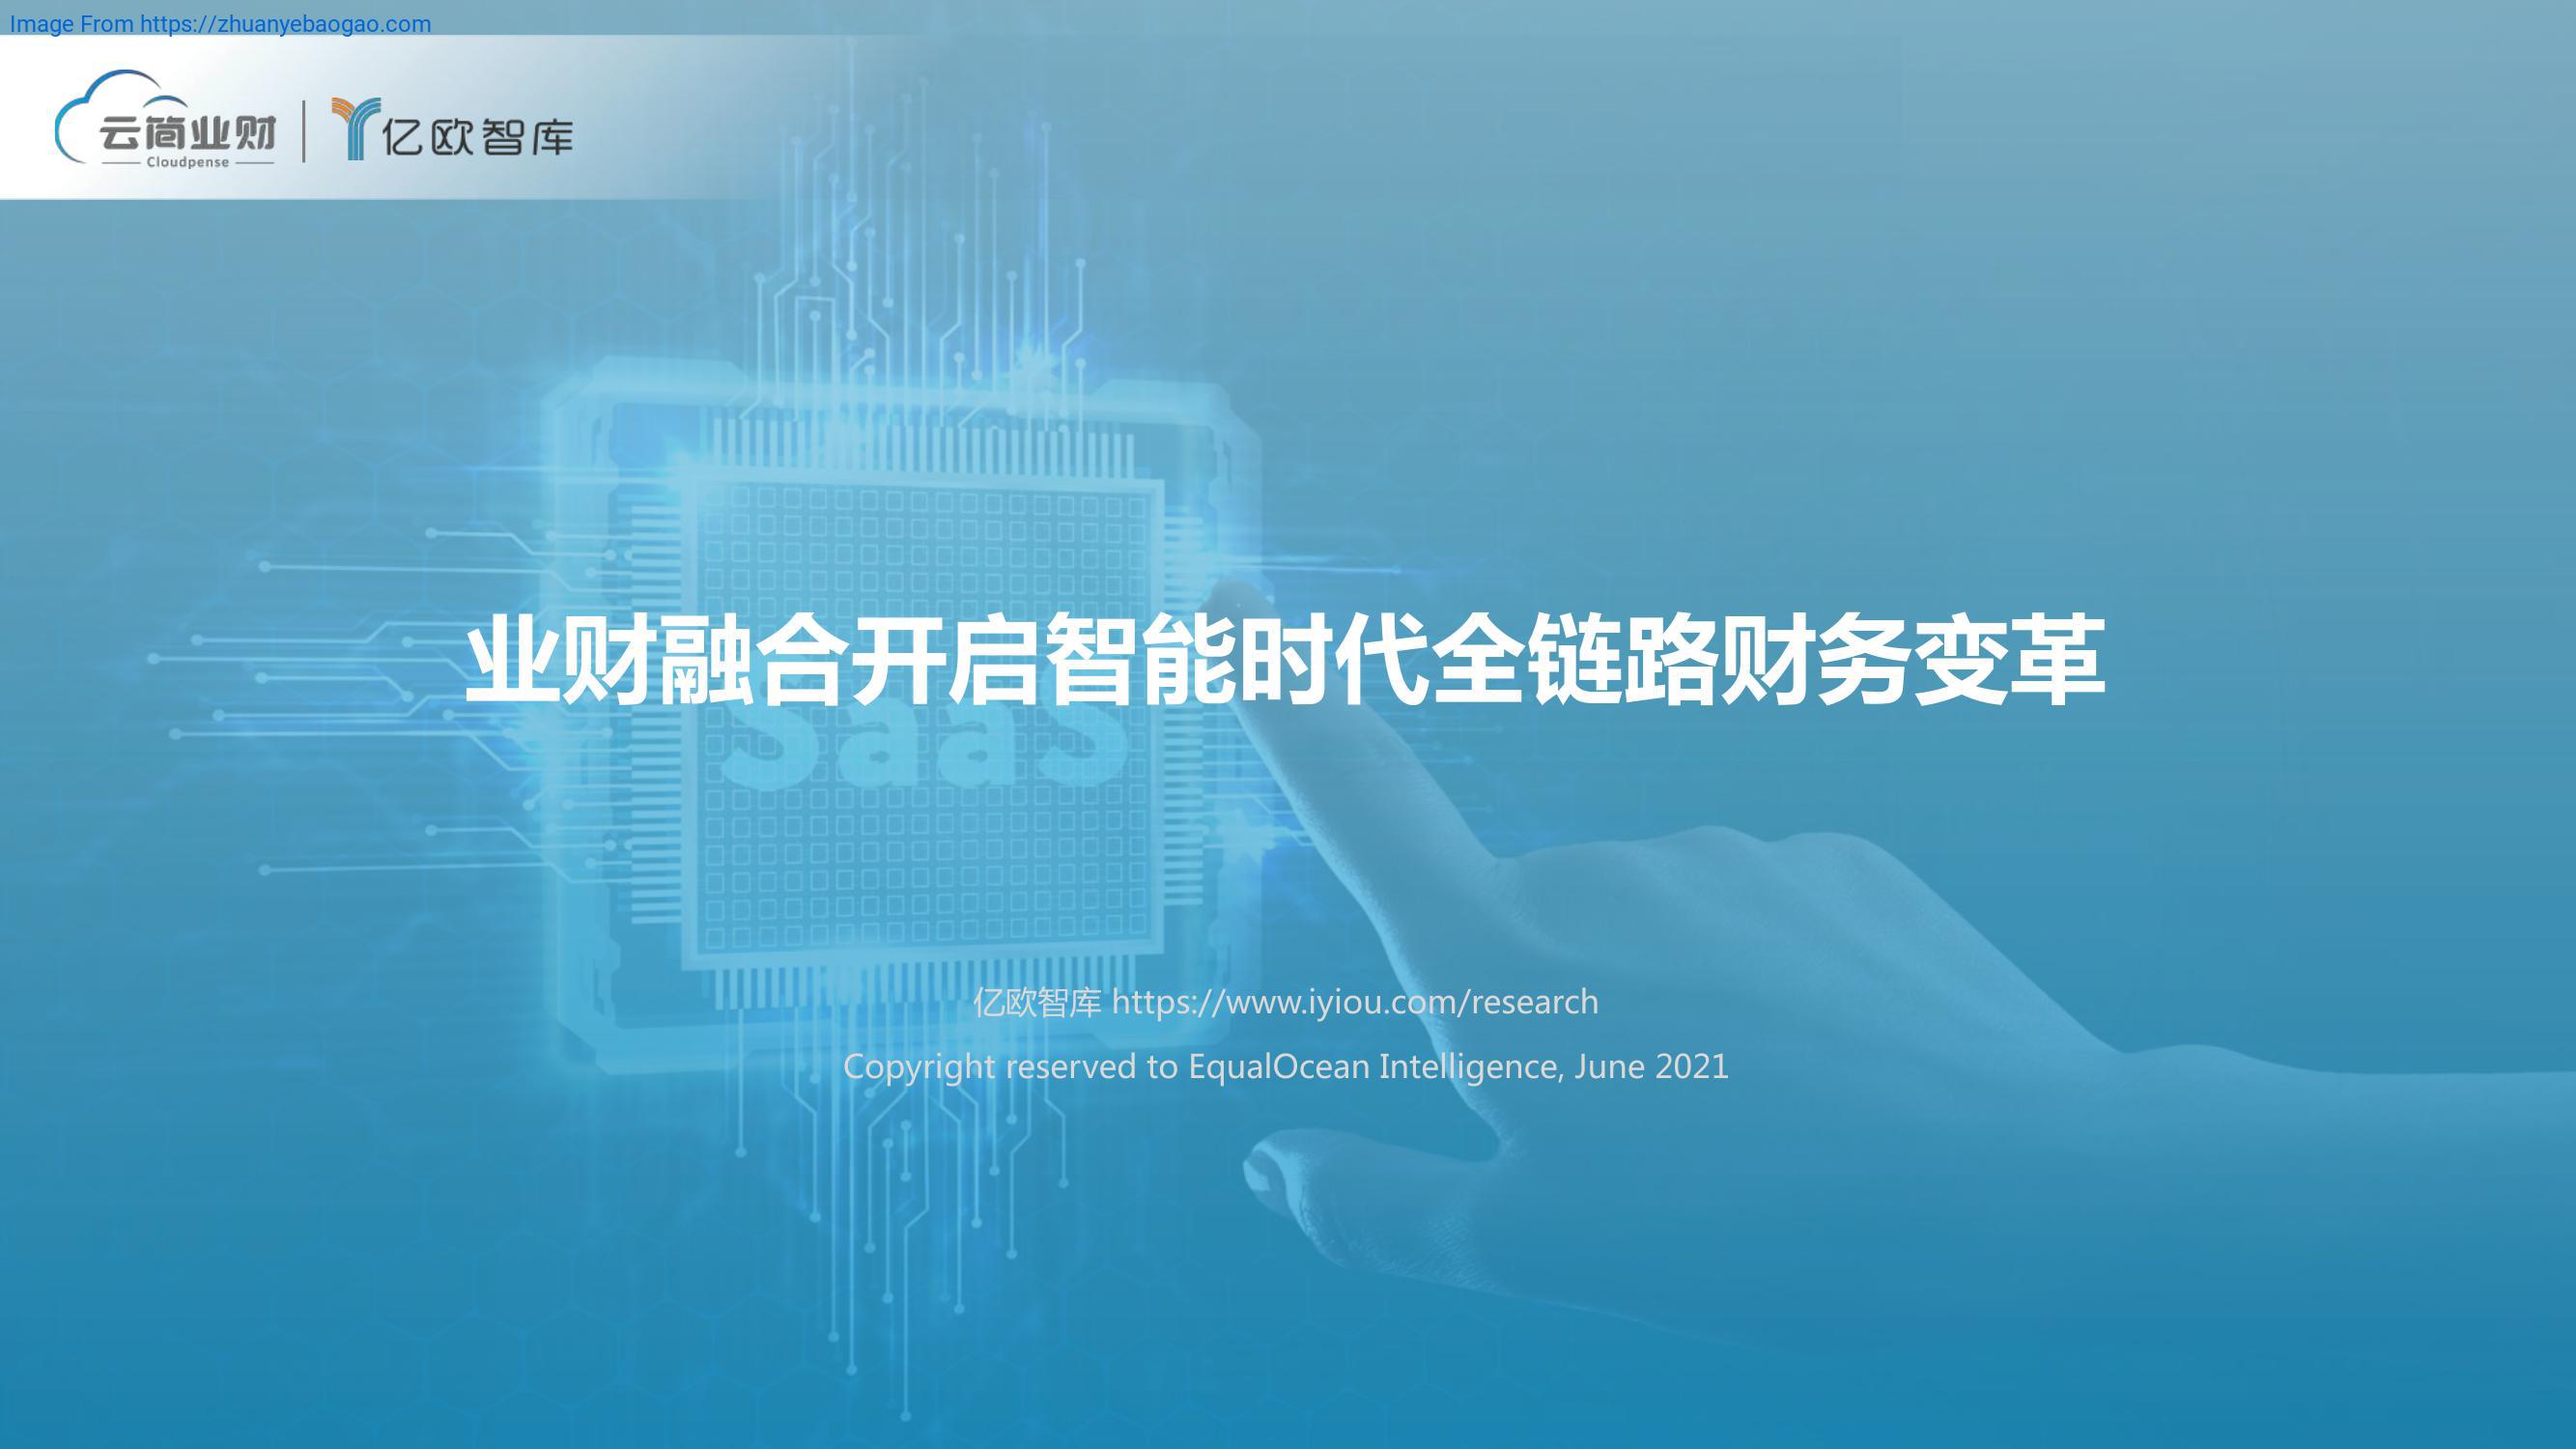 Image From https://zhuanyebaogao.com
云简业财
Cloudpense
亿欧智库
业财融合开启智能时代全链路财务变革
SaaS
亿欧智库 https://www.iyiou.com/research
Copyright reserved to EqualOcean Intelligence, June 2021